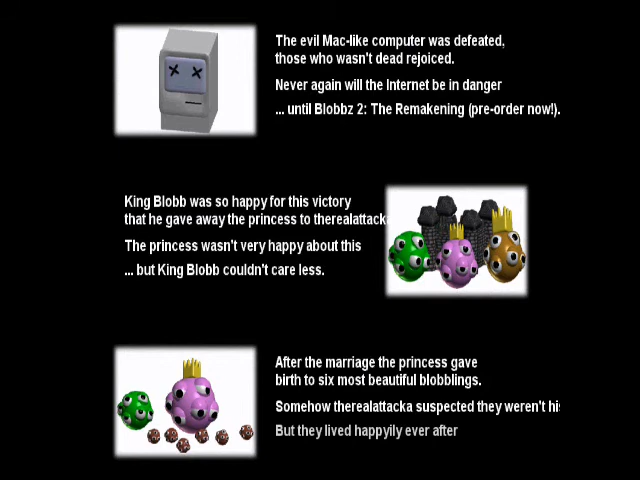 The evil Mac-like computer was defeated,
those who wasn't dead rejoiced.
Never again will the Internet be in danger
... until Blobbz 2: The Remakening (pre-order now!).
King Blobb was so happy for this victory
that he gave away the princess to therealattack
The princess wasn't very happy about this
... but King Blobb couldn't care less.
After the marriage the princess gave
birth to six most beautiful blobblings.
Somehow therealattacka suspected they weren't hi
But they lived happyily ever after